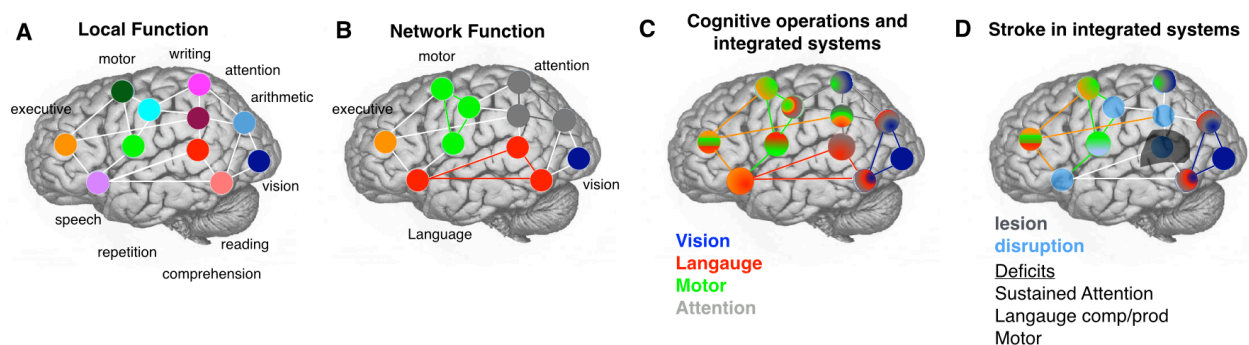 A
Local Function
motor
writing
attention
executive
arithmetic
vision
speech
repetition
reading
comprehension
B
Network Function
motor
attention
executive
vision
Language
C
Cognitive operations and
integrated systems
Vision
Langauge
Motor
Attention
D
Stroke in integrated systems
lesion
disruption
Deficits
Sustained Attention
Langauge comp/prod
Motor